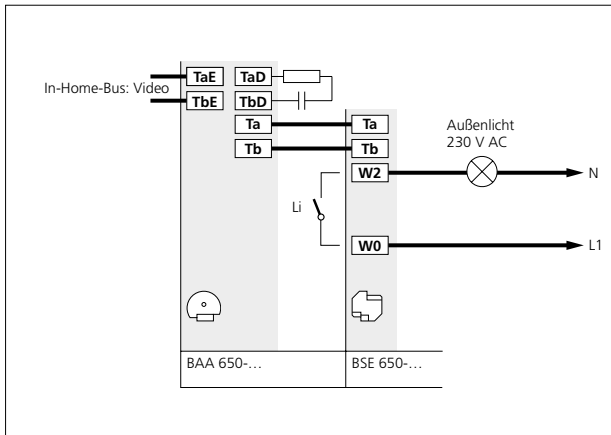 TaE TaD
In-Home-Bus: Video
TbE TbD
Ta Ta
Außenlicht
230 V AC
Tb Tb
W2
N
Li
W0
L1
BAA 650-…
BSE 650-…